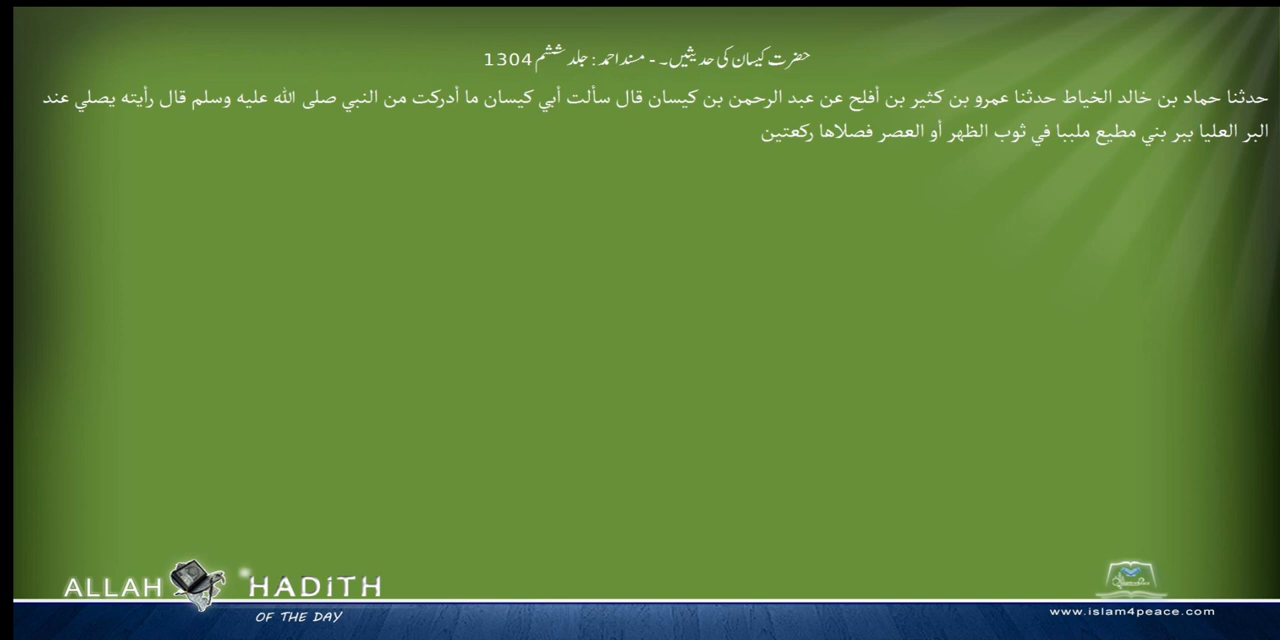 حضرت کیسان کی حدیثیں۔ - مسند احمد : جلد ششم 1304
حدثنا حماد بن خالد الخياط حدثنا عمرو بن كثير بن أفلح عن عبد الرحمن بن كيسان قال سألت أبي كيسان ما أدركت من النبي صلى الله عليه وسلم قال رأيته يصلي عند
البر العليا ببر بني مطيع ملببا في ثوب الظهر أو العصر فصلاها ركعتين
ALLAH HADITH
OF THE DAY
www.islam4peace.com